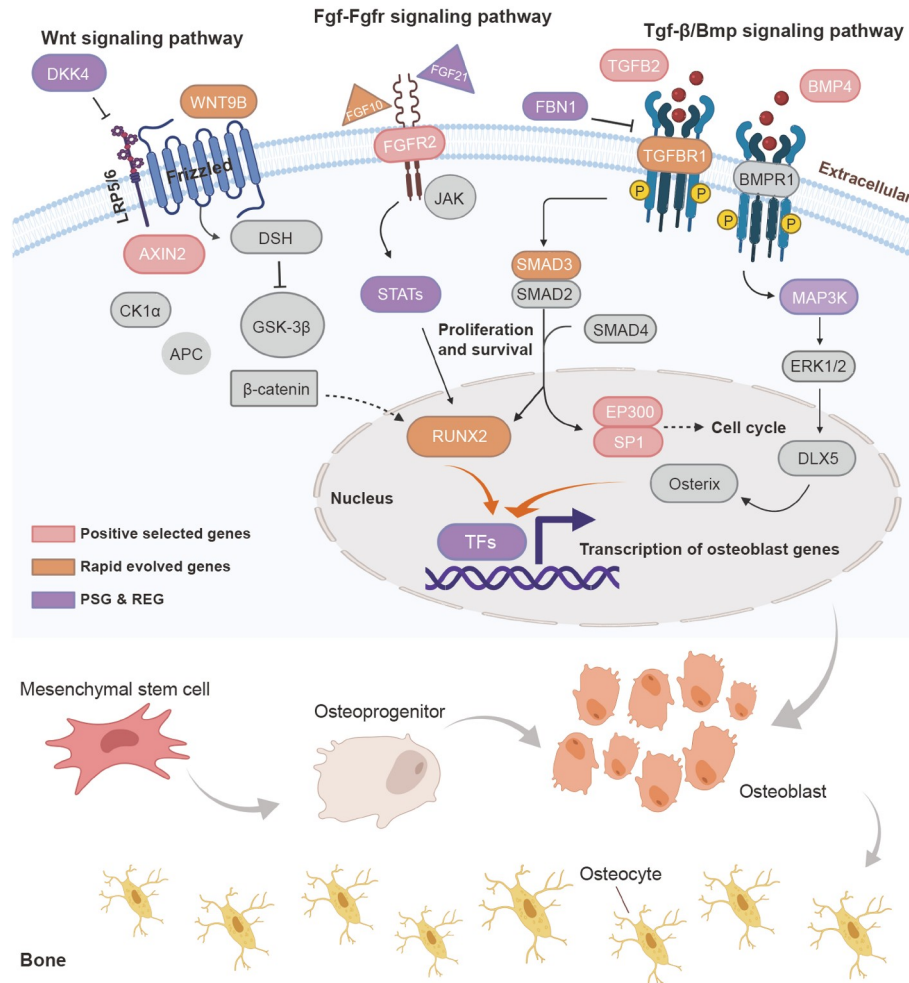 Fgf-Fgfr signaling pathway
Wnt signaling pathway
Tgf-β/Bmp signaling pathway
DKK4
WNT9B
LRP5/6
Frizzled
AXIN2
DSH
CK1α
GSK-3β
APC
β-catenin
FGF21
FGF10
FGFR2
JAK
STATs
Proliferation
and survival
TGFB2
BMP4
FBN1
TGFBR1
BMPR1
P
P
P
P
Extracellular
SMAD3
SMAD2
SMAD4
MAP3K
ERK1/2
DLX5
RUNX2
EP300
SP1
Cell cycle
Osterix
Nucleus
TFs
Transcription of osteoblast genes
Positive selected genes
Rapid evolved genes
PSG & REG
Mesenchymal stem cell
Osteoprogenitor
Osteoblast
Osteocyte
Bone